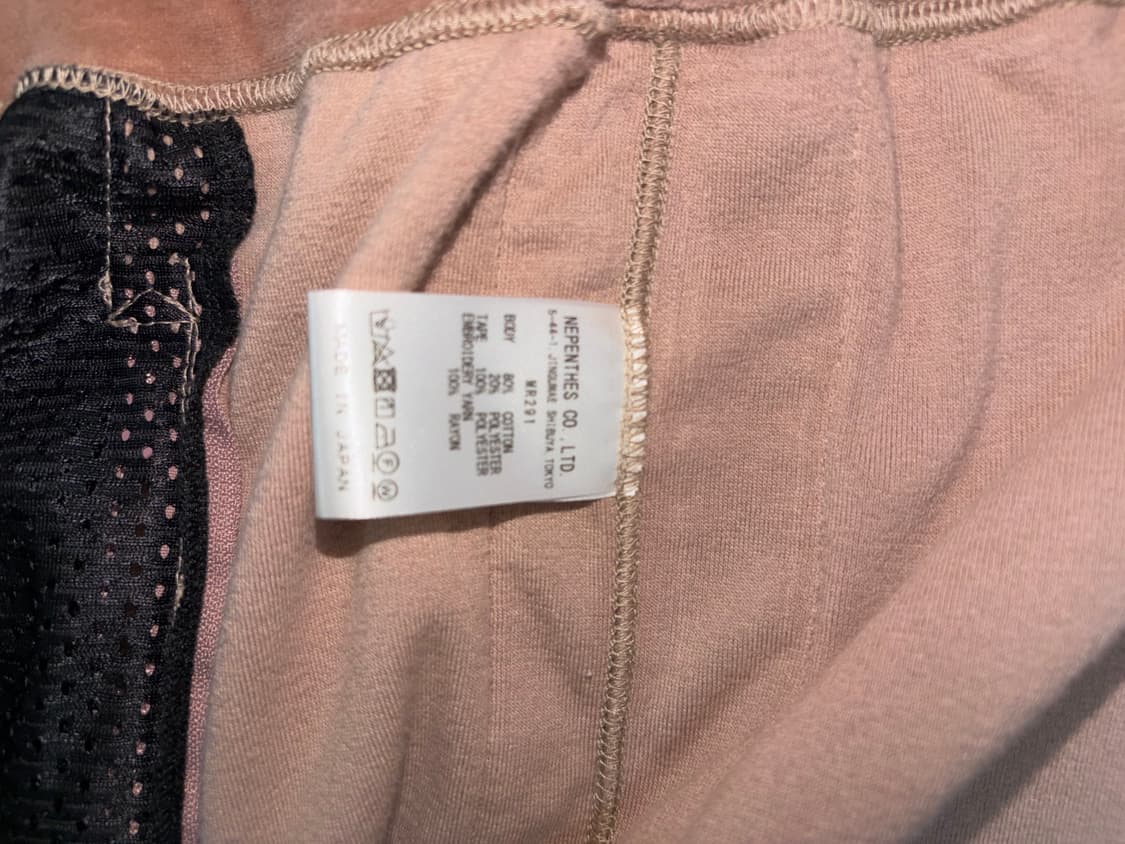 NEPENTHES CO.,LTD.
5-44-1,JINGUMAE SHIBUYA TOKYO
MR291
BODY 80% COTTON
20% POLYESTER
TAPE 100% POLYESTER
EMBROIDERY YARN
100% RAYON
F W
MADE IN JAPAN